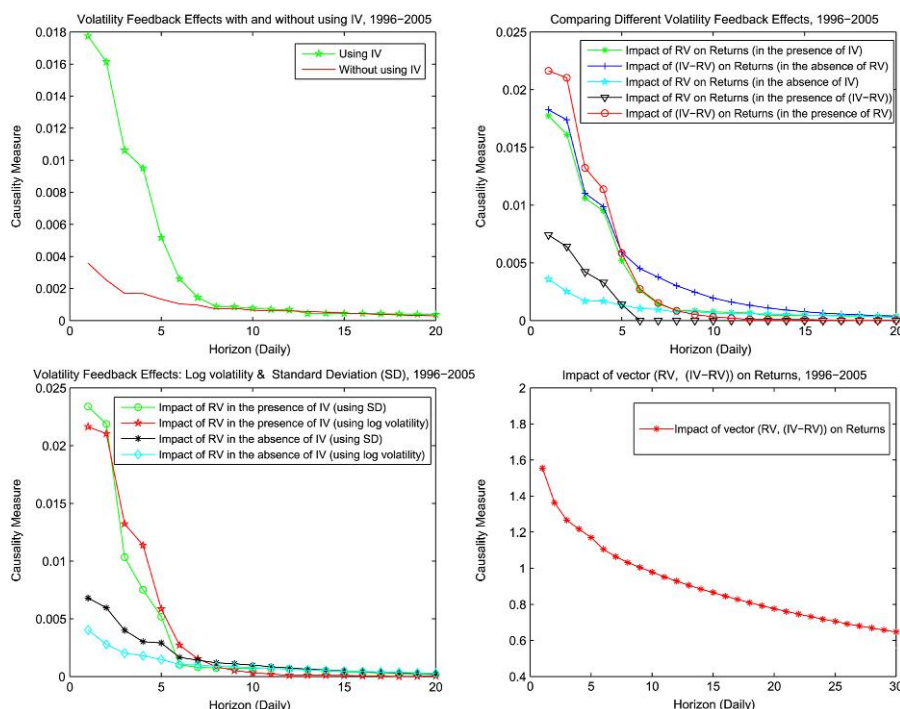 Volatility Feedback Effects with and without using IV, 1996−2005
0.018
0.016
0.014
0.012
0.01
0.008
0.006
0.004
0.002
0
Causality Measure
Using IV
Without using IV
0
5
10
15
20
Horizon (Daily)
Comparing Different Volatility Feedback Effects, 1996−2005
0.025
0.02
0.015
0.01
0.005
0
Causality Measure
Impact of RV on Returns (in the presence of IV)
Impact of (IV−RV) on Returns (in the absence of RV)
Impact of RV on Returns (in the absence of IV)
Impact of RV on Returns (in the presence of (IV−RV))
Impact of (IV−RV) on Returns (in the presence of RV)
0
5
10
15
20
Horizon (Daily)
Volatility Feedback Effects: Log volatility & Standard Deviation (SD), 1996−2005
0.025
0.02
0.015
0.01
0.005
0
Causality Measure
Impact of RV in the presence of IV (using SD)
Impact of RV in the presence of IV (using log volatility)
Impact of RV in the absence of IV (using SD)
Impact of RV in the absence of IV (using log volatility)
0
5
10
15
20
Horizon (Daily)
Impact of vector (RV, (IV−RV)) on Returns, 1996−2005
2
1.8
1.6
1.4
1.2
1
0.8
0.6
0.4
Causality Measure
Impact of vector (RV, (IV−RV)) on Returns
0
5
10
15
20
25
30
Horizon (Daily)